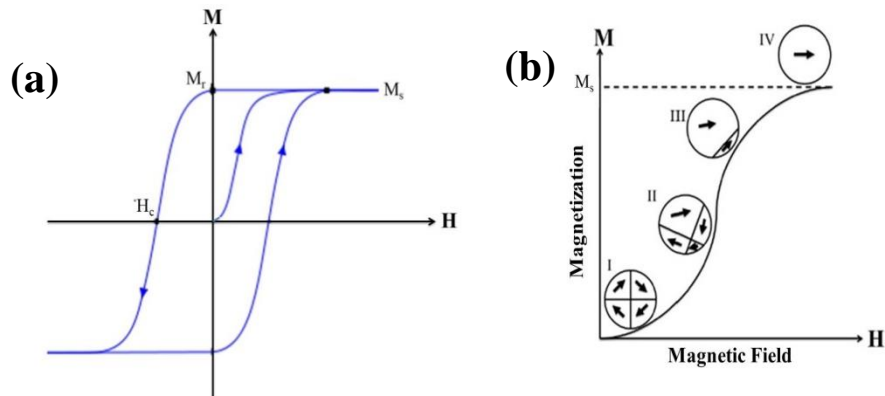 (a)
M
Mr
Ms
-Hc
H
(b)
M
Ms
IV
III
II
I
Magnetization
H
Magnetic Field